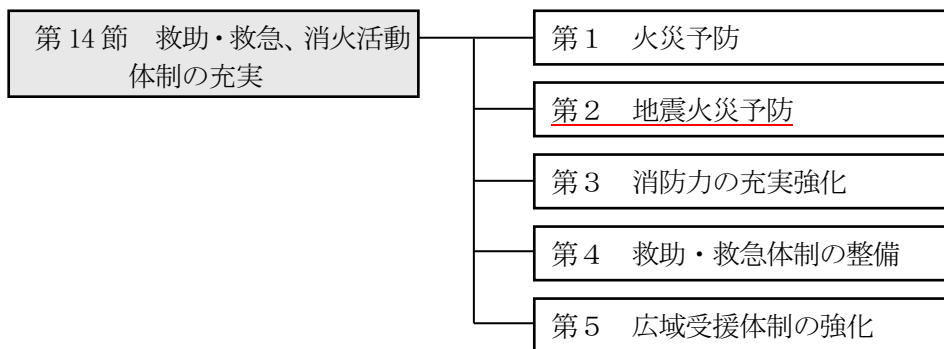 第14節　救助・救急、消火活動
体制の充実
第１　火災予防
第２　地震火災予防
第３　消防力の充実強化
第４　救助・救急体制の整備
第５　広域受援体制の強化